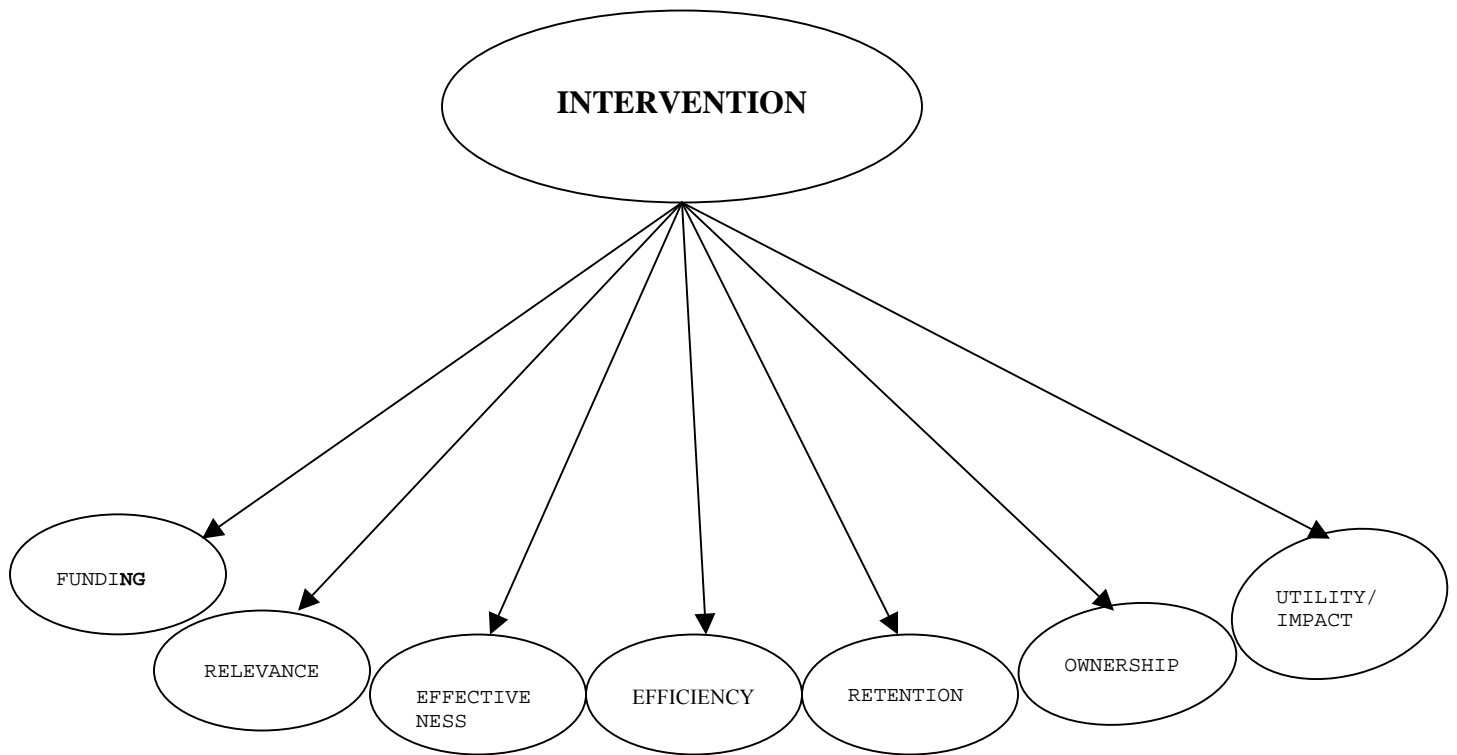 INTERVENTION
FUNDING
RELEVANCE
EFFECTIVE
NESS
EFFICIENCY
RETENTION
OWNERSHIP
UTILITY/
IMPACT